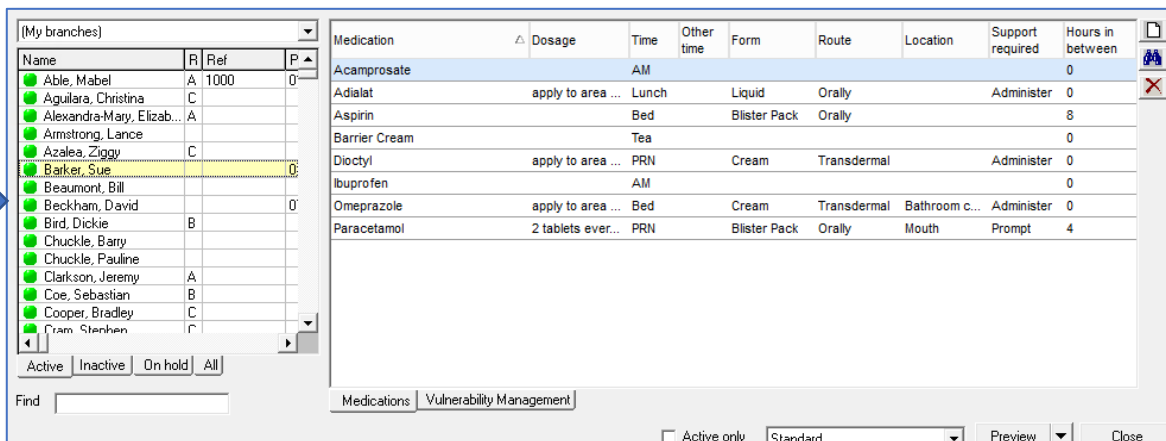 (My branches)
Name R Ref P
Able, Mabel A 1000 0
Aguilara, Christina C
Alexandra-Mary, Elizab... A
Armstrong, Lance
Azalea, Ziggy C
Barker, Sue 0
Beaumont, Bill
Beckham, David 0
Bird, Dickie B
Chuckle, Barry
Chuckle, Pauline
Clarkson, Jeremy A
Coe, Sebastian B
Cooper, Bradley C
Cram, Stephen C
Active Inactive On hold All
Find
Medication Dosage Time Other time Form Route Location Support required Hours in between
Acamprosate AM 0
Adialat apply to area ... Lunch Liquid Orally Administer 0
Aspirin Bed Blister Pack Orally 8
Barrier Cream Tea 0
Dioctyl apply to area ... PRN Cream Transdermal Administer 0
Ibuprofen AM 0
Omeprazole apply to area ... Bed Cream Transdermal Bathroom c... Administer 0
Paracetamol 2 tablets ever... PRN Blister Pack Orally Mouth Prompt 4
Medications Vulnerability Management
Active only Standard Preview Close